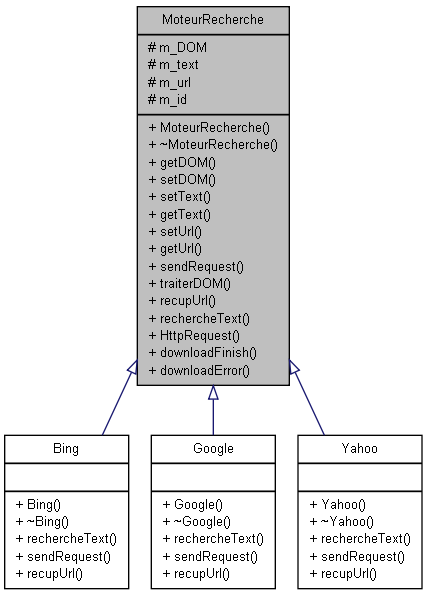 MoteurRecherche
# m_DOM
# m_text
# m_url
# m_id
+ MoteurRecherche()
+ ~MoteurRecherche()
+ getDOM()
+ setDOM()
+ setText()
+ getText()
+ setUrl()
+ getUrl()
+ sendRequest()
+ traiterDOM()
+ recupUrl()
+ rechercheText()
+ HttpRequest()
+ downloadFinish()
+ downloadError()
Bing
+ Bing()
+ ~Bing()
+ rechercheText()
+ sendRequest()
+ recupUrl()
Google
+ Google()
+ ~Google()
+ rechercheText()
+ sendRequest()
+ recupUrl()
Yahoo
+ Yahoo()
+ ~Yahoo()
+ rechercheText()
+ sendRequest()
+ recupUrl()